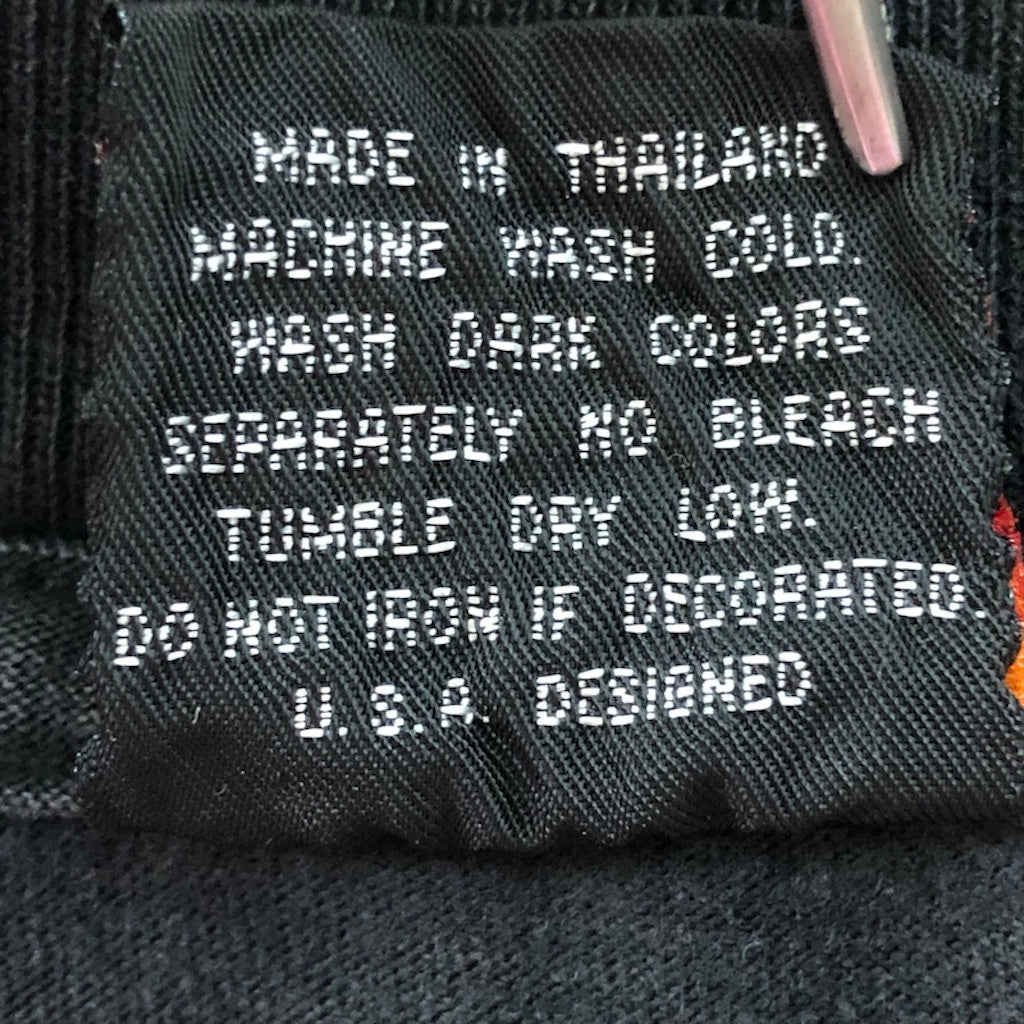 MADE IN THAILAND
MACHINE WASH COLD.
WASH DARK COLORS
SEPARATELY NO BLEACH
TUMBLE DRY LOW.
DO NOT IRON IF DECORATED.
U.S.A. DESIGNED